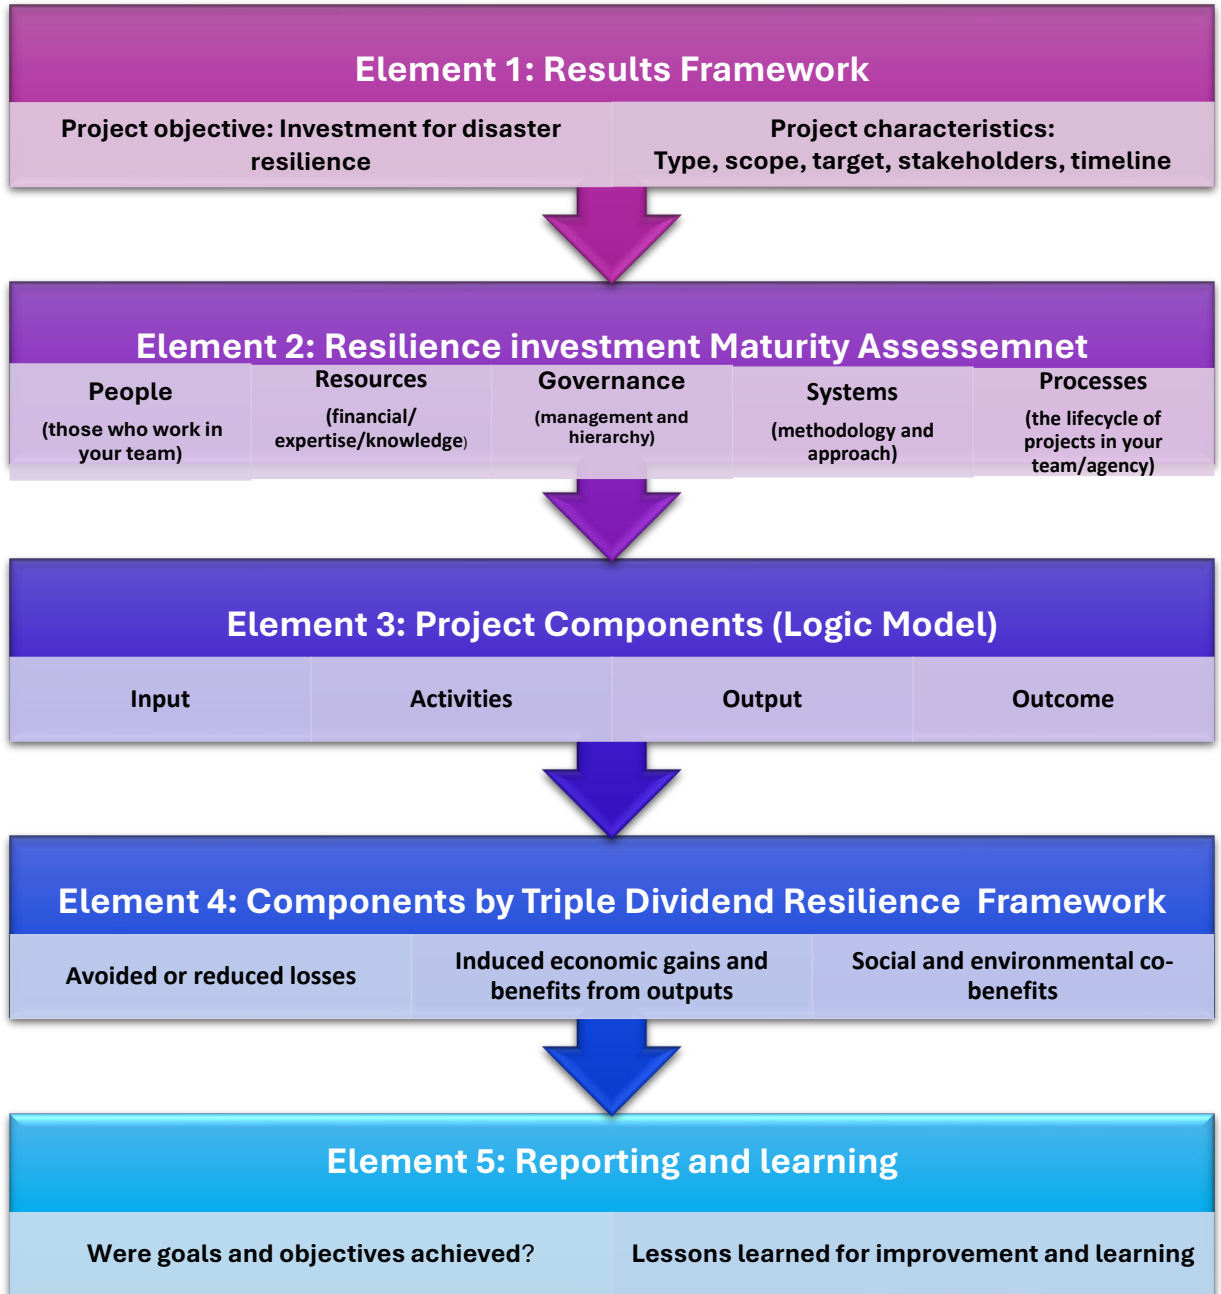 Element 1: Results Framework
Project objective: Investment for disaster
resilience
Project characteristics:
Type, scope, target, stakeholders, timeline
Element 2: Resilience investment Maturity Assessemnet
People
(those who work in
your team)
Resources
(financial/
expertise/knowledge)
Governance
(management and
hierarchy)
Systems
(methodology and
approach)
Processes
(the lifecycle of
projects in your
team/agency)
Element 3: Project Components (Logic Model)
Input
Activities
Output
Outcome
Element 4: Components by Triple Dividend Resilience Framework
Avoided or reduced losses
Induced economic gains and
benefits from outputs
Social and environmental co-
benefits
Element 5: Reporting and learning
Were goals and objectives achieved?
Lessons learned for improvement and learning